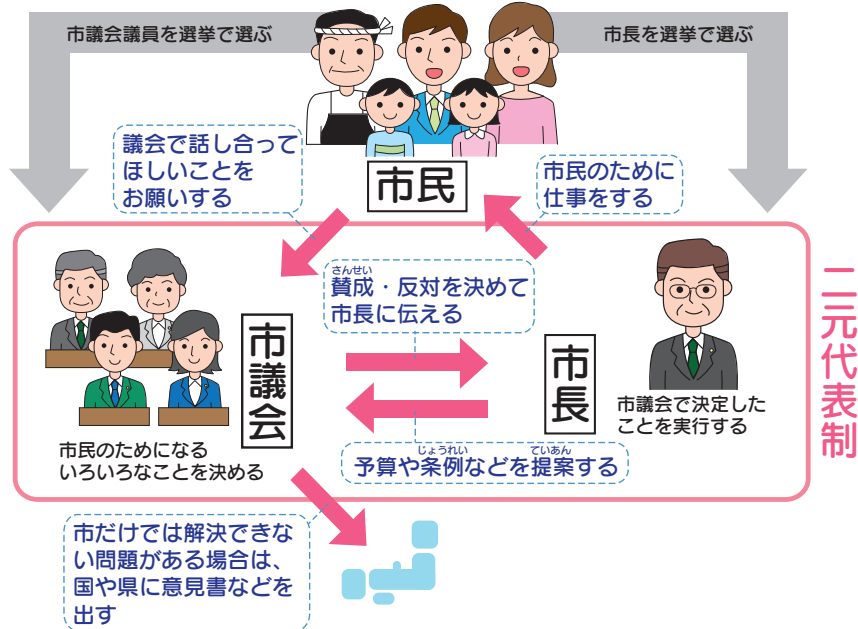 市議会議員を選挙で選ぶ
市長を選挙で選ぶ
議会で話し合って
ほしいことを
お願いする
市民
市民のために
仕事をする
さんせい
賛成・反対を決めて
市長に伝える
市議会
市長
市民のためになる
いろいろなことを決める
市議会で決定した
ことを実行する
じょうれい ていあん
予算や条例などを提案する
二元代表制
市だけでは解決できな
い問題がある場合は、
国や県に意見書などを
出す